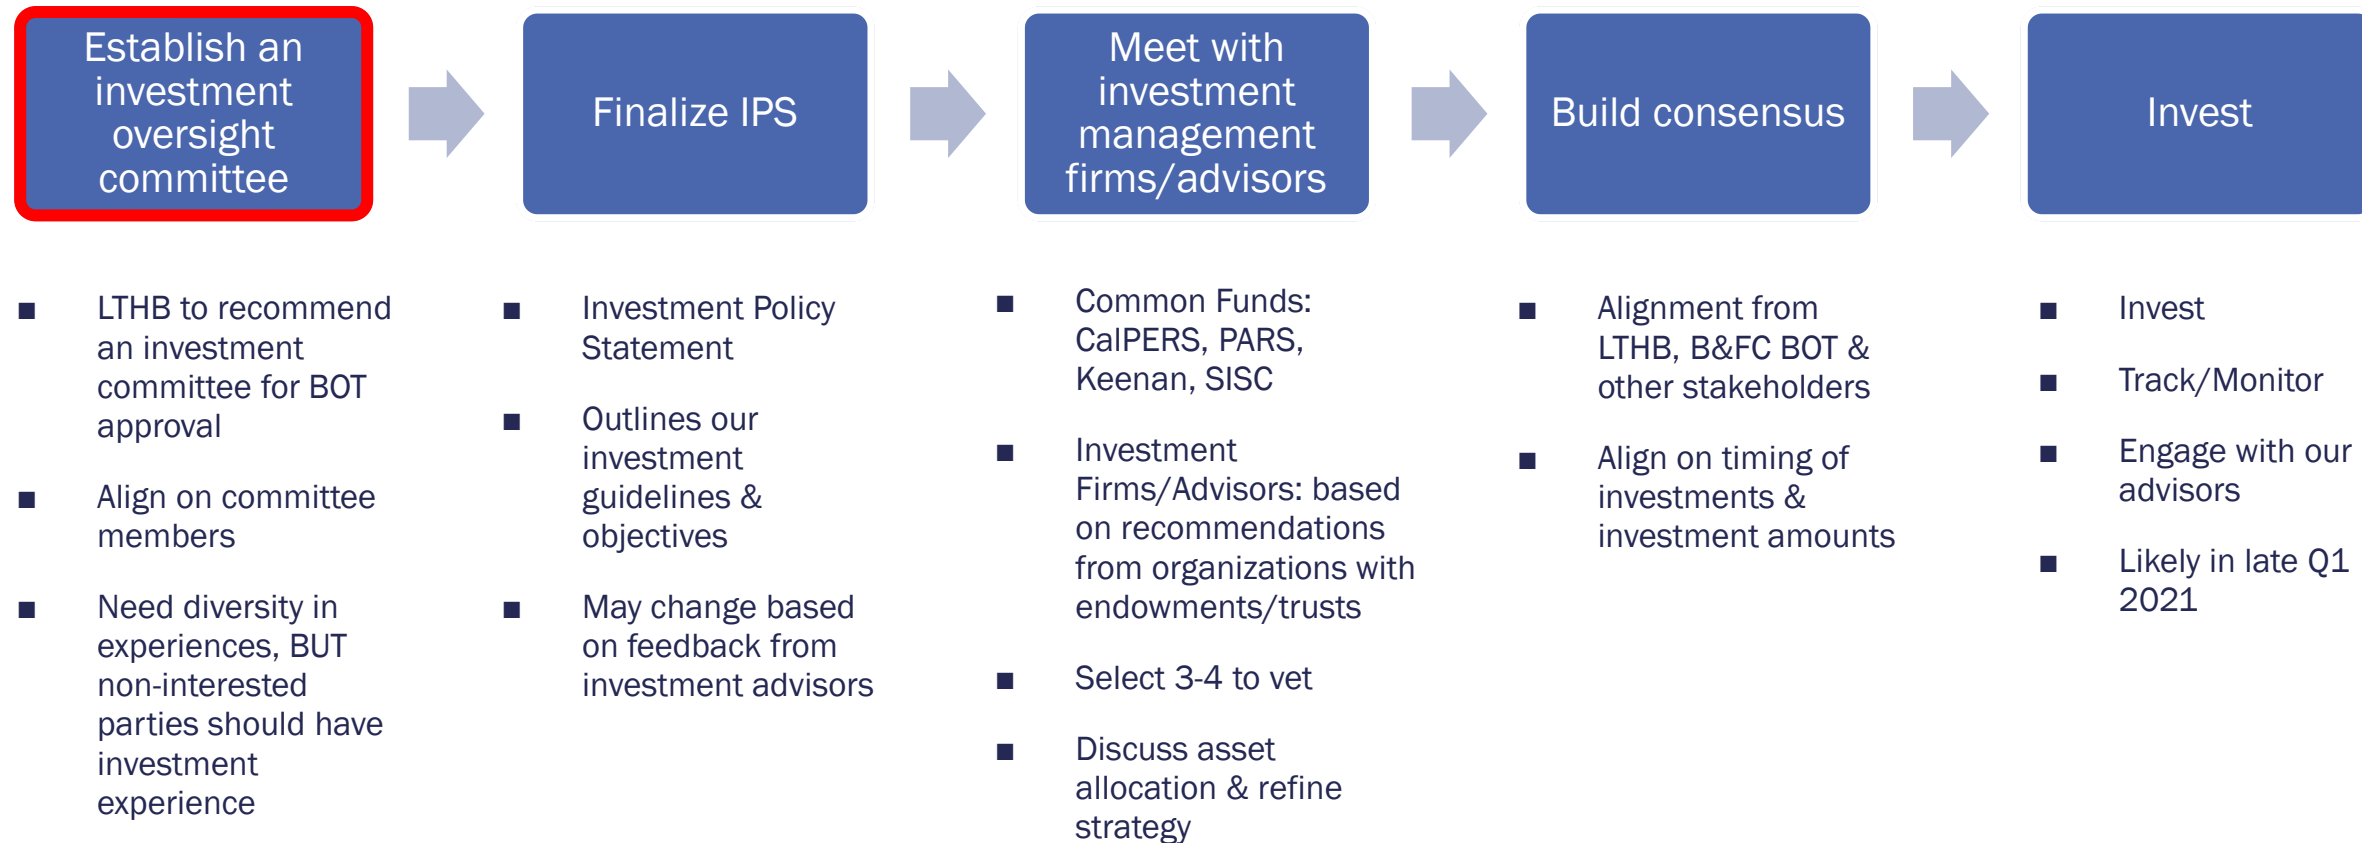 Establish an
investment
oversight
committee
Finalize IPS
Meet with
investment
management
firms/advisors
Build consensus
Invest
■ LTHB to recommend
an investment
committee for BOT
approval
■ Align on committee
members
■ Need diversity in
experiences, BUT
non-interested
parties should have
investment
experience
■ Investment Policy
Statement
■ Outlines our
investment
guidelines &
objectives
■ May change based
on feedback from
investment advisors
■ Common Funds:
CalPERS, PARS,
Keenan, SISC
■ Investment
Firms/Advisors: based
on recommendations
from organizations with
endowments/trusts
■ Select 3-4 to vet
■ Discuss asset
allocation & refine
strategy
■ Alignment from
LTHB, B&FC BOT &
other stakeholders
■ Align on timing of
investments &
investment amounts
■ Invest
■ Track/Monitor
■ Engage with our
advisors
■ Likely in late Q1
2021